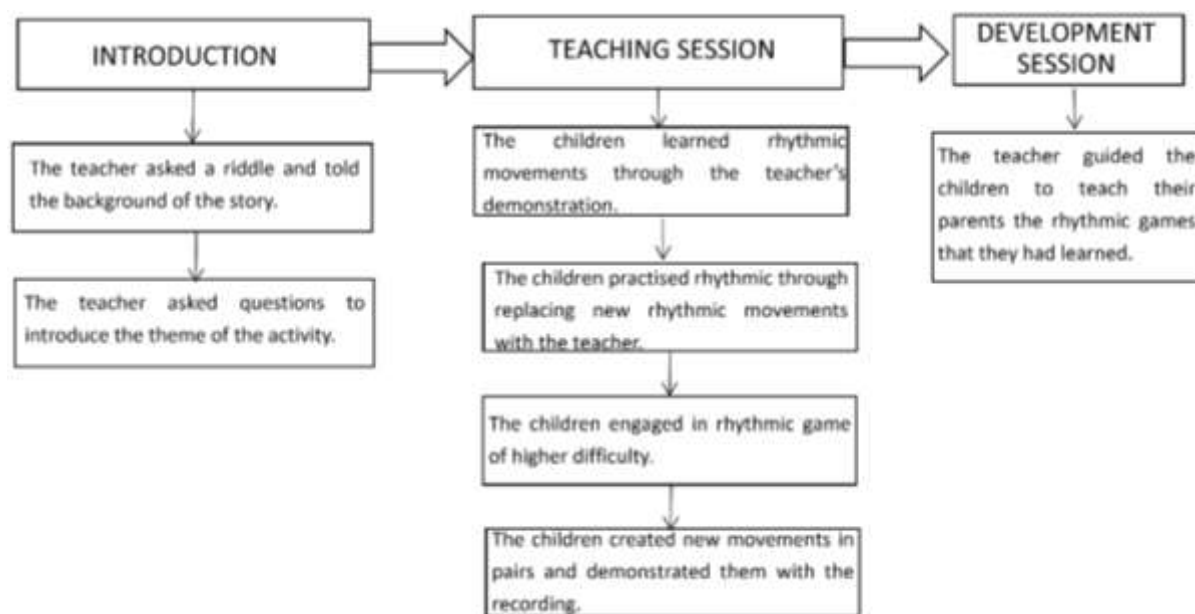 INTRODUCTION
The teacher asked a riddle and told
the background of the story.
The teacher asked questions to
introduce the theme of the activity.
TEACHING SESSION
The children learned rhythmic
movements through the teacher's
demonstration.
The children practised rhythmic through
replacing new rhythmic movements
with the teacher.
The children engaged in rhythmic game
of higher difficulty.
The children created new movements in
pairs and demonstrated them with the
recording.
DEVELOPMENT
SESSION
The teacher guided the
children to teach their
parents the rhythmic games
that they had learned.